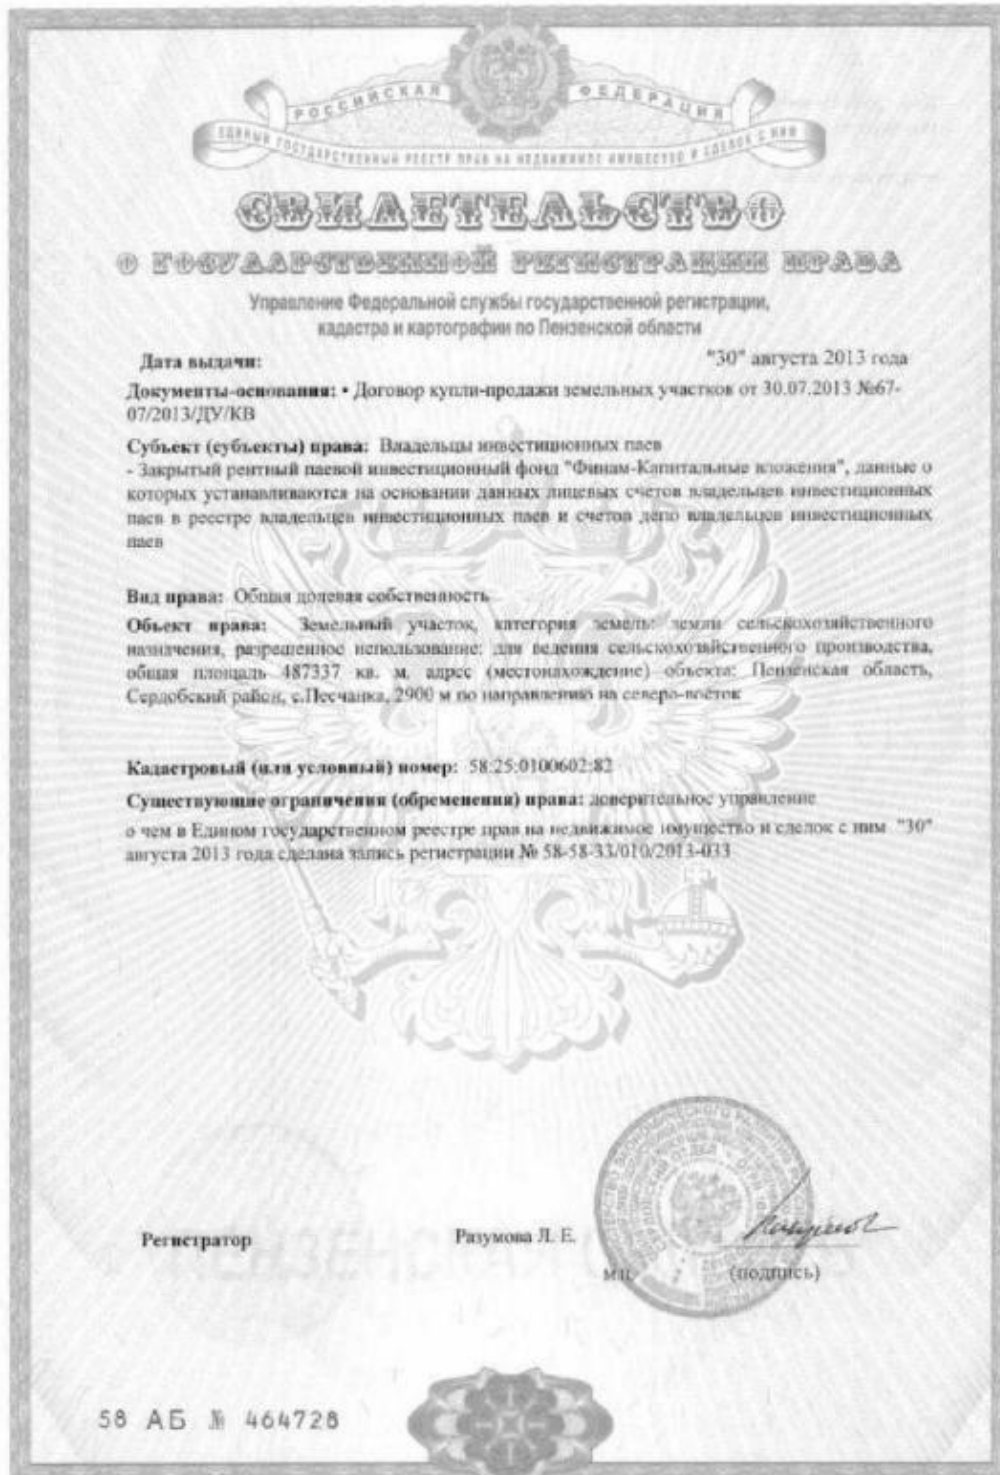 РОССИЙСКАЯ ФЕДЕРАЦИЯ
ЕДИНЫЙ ГОСУДАРСТВЕННЫЙ РЕЕСТР ПРАВ НА НЕДВИЖИМОЕ ИМУЩЕСТВО И СДЕЛОК С НИМ
СВИДЕТЕЛЬСТВО
О ГОСУДАРСТВЕННОЙ РЕГИСТРАЦИИ ПРАВА
Управление Федеральной службы государственной регистрации,
кадастра и картографии по Пензенской области
Дата выдачи: "30" августа 2013 года
Документы-основания: • Договор купли-продажи земельных участков от 30.07.2013 №67-
07/2013/ДУ/КВ
Субъект (субъекты) права: Владельцы инвестиционных паев
- Закрытый рентный паевой инвестиционный фонд "Финам-Капитальные вложения", данные о
которых устанавливаются на основании данных лицевых счетов владельцев инвестиционных
паев в реестре владельцев инвестиционных паев и счетов депо владельцев инвестиционных
паев
Вид права: Общая долевая собственность
Объект права: Земельный участок, категория земель: земли сельскохозяйственного
назначения, разрешенное использование: для ведения сельскохозяйственного производства,
общая площадь 487337 кв. м, адрес (местонахождение) объекта: Пензенская область,
Сердобский район, с.Песчанка, 2900 м по направлению на северо-восток
Кадастровый (или условный) номер: 58:25:0100602:82
Существующие ограничения (обременения) права: доверительное управление
о чем в Едином государственном реестре прав на недвижимое имущество и сделок с ним "30"
августа 2013 года сделана запись регистрации № 58-58-33/010/2013-033
Регистратор Разумова Л. Е.
м.п. (подпись)
58 АБ № 464728